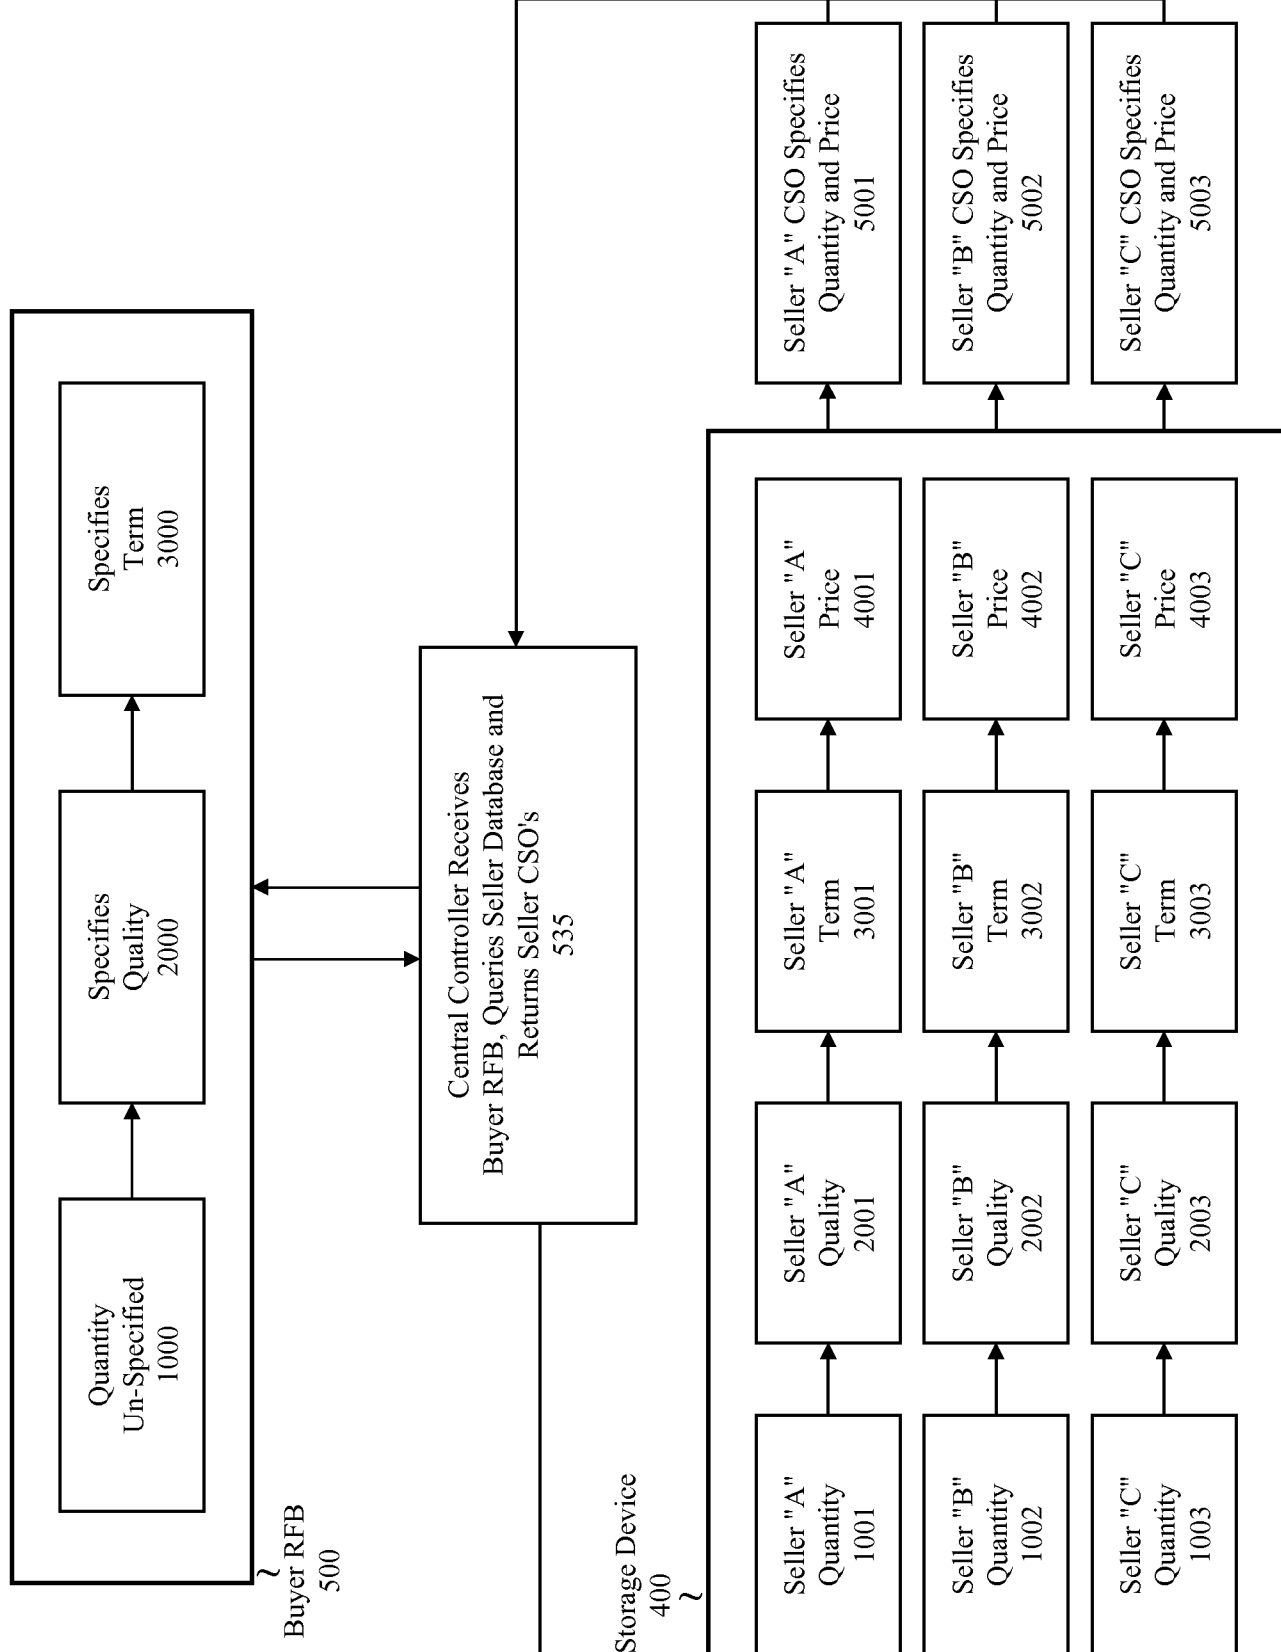 Quantity
Un-Specified
1000
Specifies
Quality
2000
Specifies
Term
3000
Buyer RFB
500
Central Controller Receives
Buyer RFB, Queries Seller Database and
Returns Seller CSO's
535
Storage Device
400
Seller "A"
Quantity
1001
Seller "A"
Quality
2001
Seller "A"
Term
3001
Seller "A"
Price
4001
Seller "A" CSO Specifies
Quantity and Price
5001
Seller "B"
Quantity
1002
Seller "B"
Quality
2002
Seller "B"
Term
3002
Seller "B"
Price
4002
Seller "B" CSO Specifies
Quantity and Price
5002
Seller "C"
Quantity
1003
Seller "C"
Quality
2003
Seller "C"
Term
3003
Seller "C"
Price
4003
Seller "C" CSO Specifies
Quantity and Price
5003